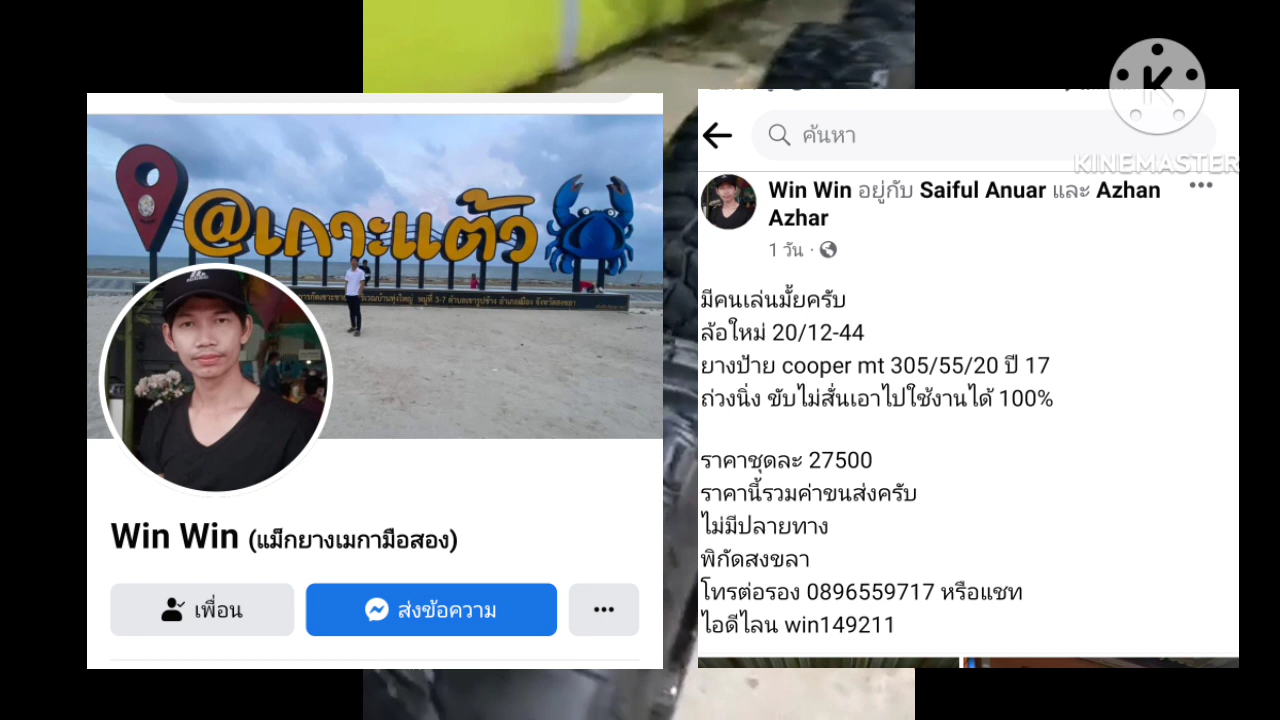 @เกาะแต้ว
Win Win (แม็กยางเมกามือสอง)
เพื่อน
ส่งข้อความ
ค้นหา
KINEMASTER
Win Win อยู่กับ Saiful Anuar และ Azhan
Azhar
1 วัน ·
มีคนเล่นมั้ยครับ
ล้อใหม่ 20/12-44
ยางป้าย cooper mt 305/55/20 ปี 17
ถ่วงนิ่ง ขับไม่สั่นเอาไปใช้งานได้ 100%
ราคาชุดละ 27500
ราคานี้รวมค่าขนส่งครับ
ไม่มีปลายทาง
พิกัดสงขลา
โทรต่อรอง 0896559717 หรือแชท
ไอดีไลน win149211